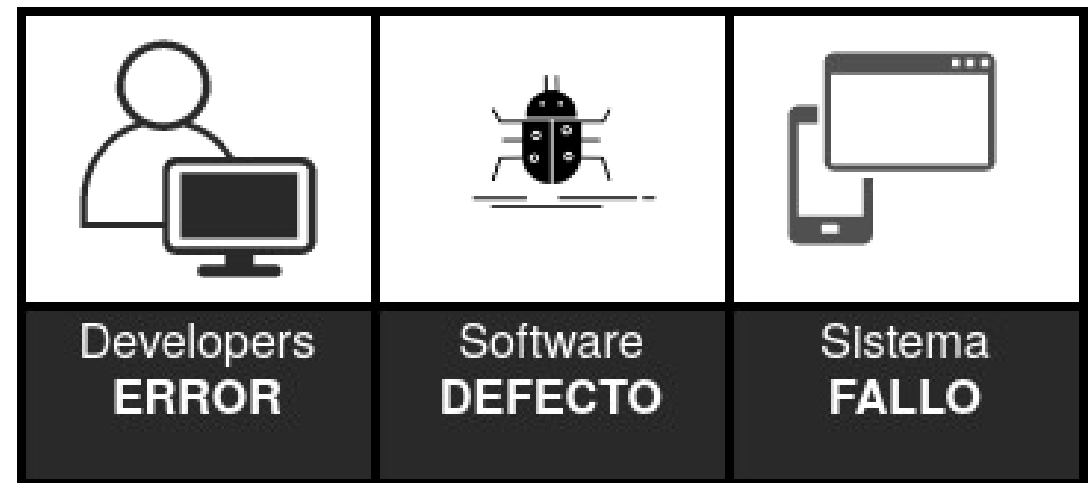 Developers
ERROR
Software
DEFECTO
Sistema
FALLO